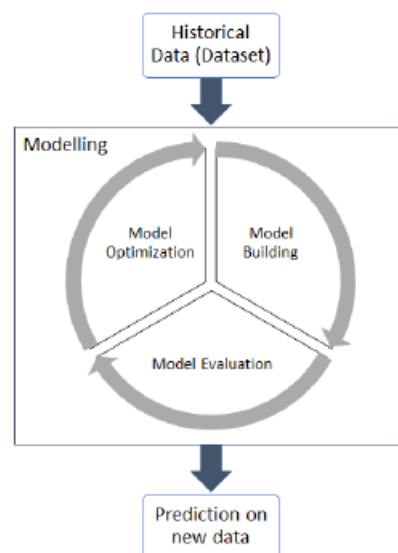 Historical
Data (Dataset)
Modelling
Model
Optimization
Model
Building
Model Evaluation
Prediction on
new data